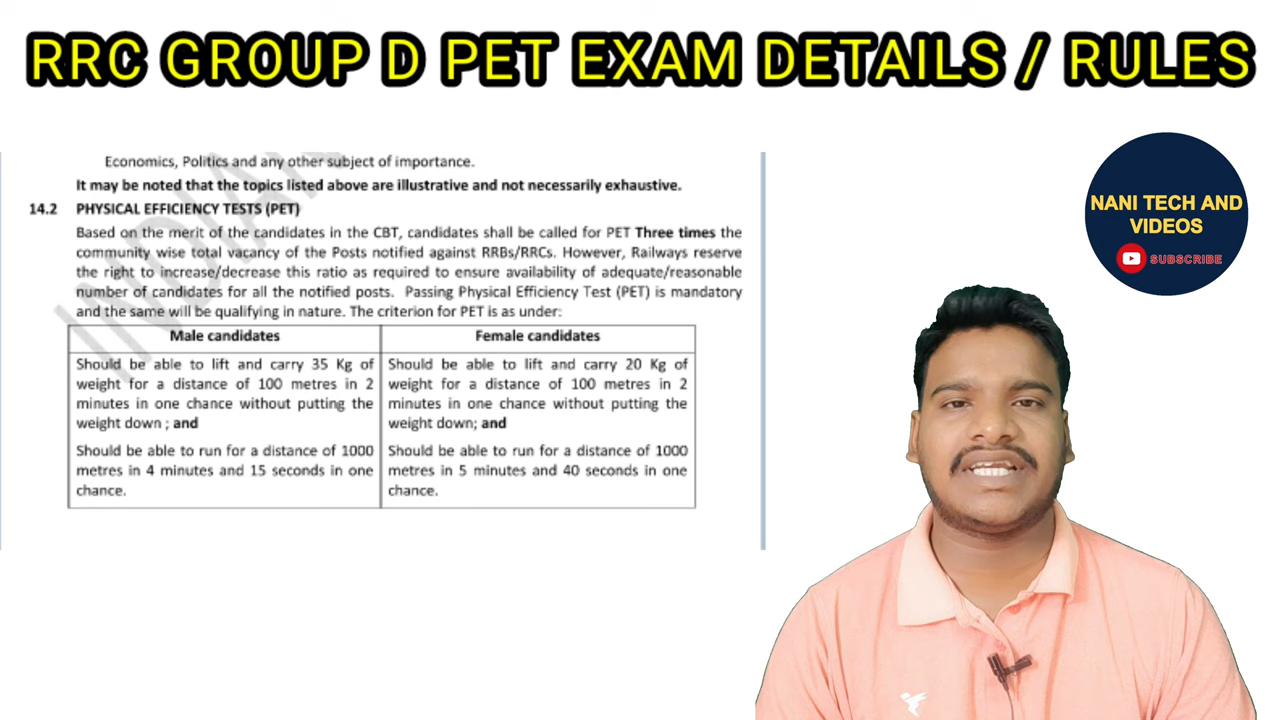 RRC GROUP D PET EXAM DETAILS / RULES
Economics, Politics and any other subject of importance.
It may be noted that the topics listed above are illustrative and not necessarily exhaustive.
14.2 PHYSICAL EFFICIENCY TESTS (PET)
Based on the merit of the candidates in the CBT, candidates shall be called for PET Three times the
community wise total vacancy of the Posts notified against RRBs/RRCs. However, Railways reserve
the right to increase/decrease this ratio as required to ensure availability of adequate/reasonable
number of candidates for all the notified posts. Passing Physical Efficiency Test (PET) is mandatory
and the same will be qualifying in nature. The criterion for PET is as under:
Male candidates
Should be able to lift and carry 35 Kg of
weight for a distance of 100 metres in 2
minutes in one chance without putting the
weight down ; and
Should be able to run for a distance of 1000
metres in 4 minutes and 15 seconds in one
chance.
Female candidates
Should be able to lift and carry 20 Kg of
weight for a distance of 100 metres in 2
minutes in one chance without putting the
weight down; and
Should be able to run for a distance of 1000
metres in 5 minutes and 40 seconds in one
chance.
NANI TECH AND
VIDEOS
SUBSCRIBE